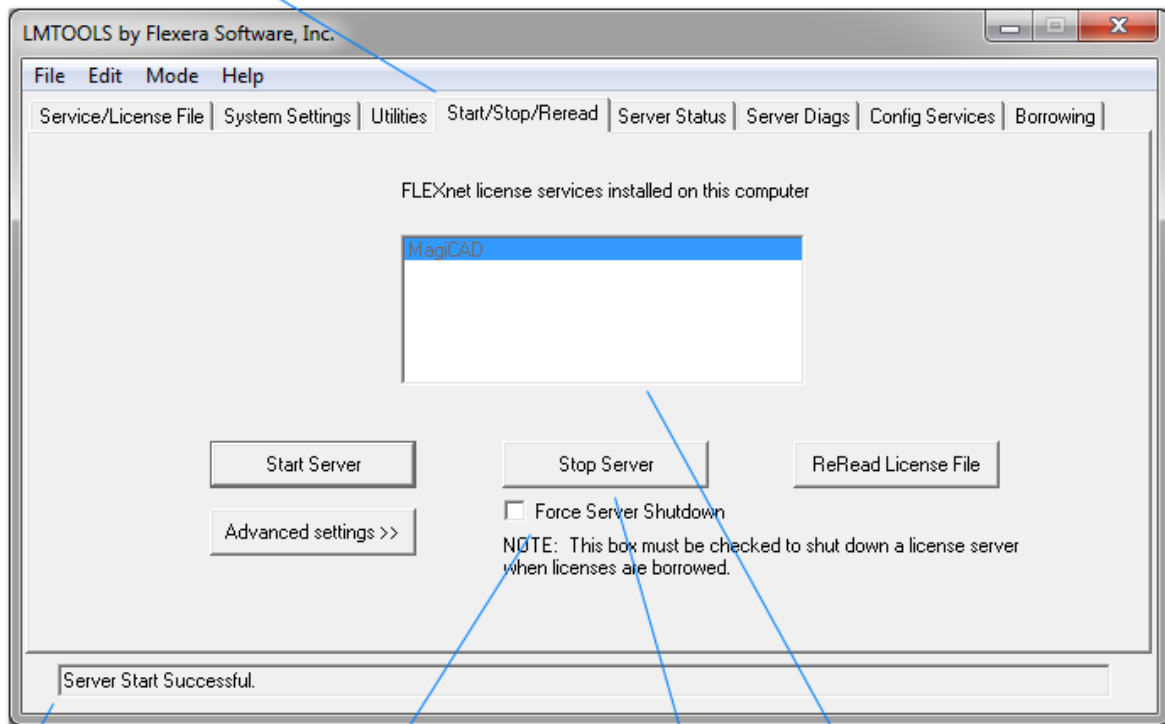 LMTOOLS by Flexera Software, Inc.
File Edit Mode Help
Service/License File System Settings Utilities Start/Stop/Reread Server Status Server Diags Config Services Borrowing
FLEXnet license services installed on this computer
MagiCAD
Start Server Stop Server ReRead License File
Force Server Shutdown
Advanced settings >>
NOTE: This box must be checked to shut down a license server
when licenses are borrowed.
Server Start Successful.